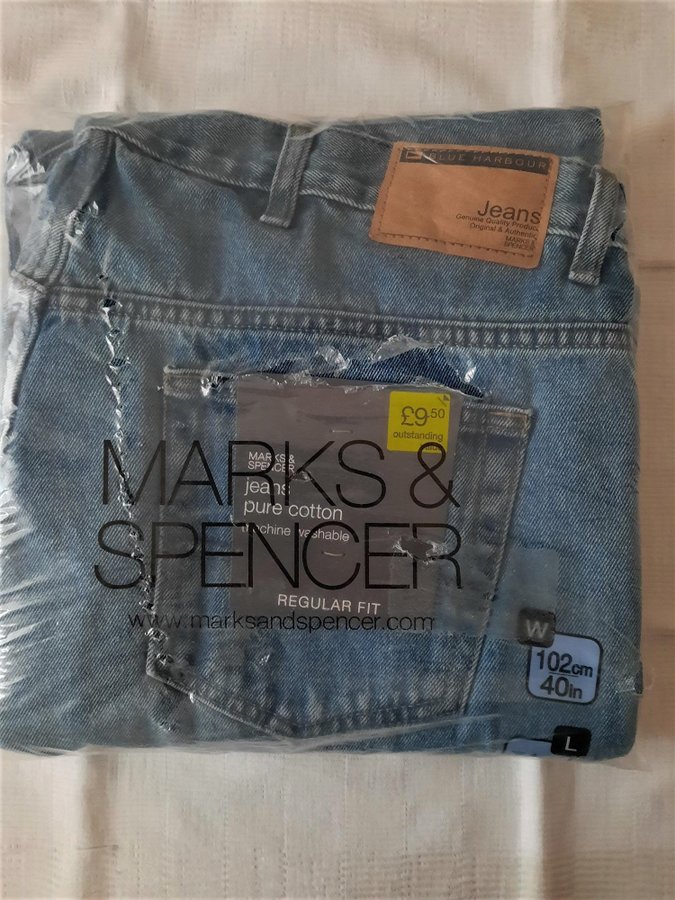 BLUE HARBOUR
Jeans
Genuine Quality Product
Original & Authentic
MARKS &
SPENCER
£9.50
outstanding
value
MARKS &
SPENCER
jeans
pure cotton
machine washable
MARKS &
SPENCER
REGULAR FIT
www.marksandspencer.com
W
102cm
40in
L